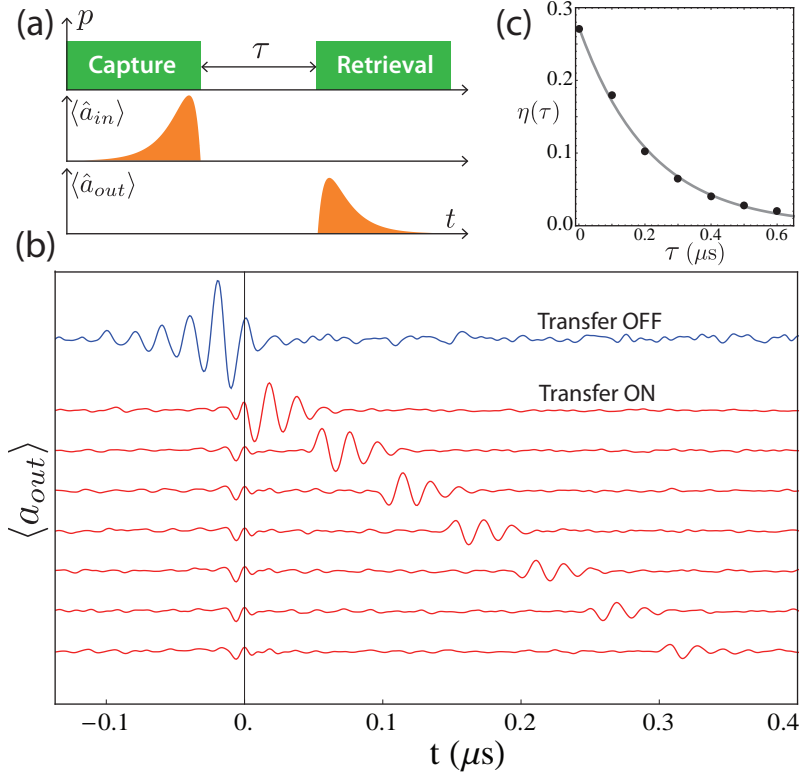 (a)
p
Capture
τ
Retrieval
⟨â_in⟩
⟨â_out⟩
t
(c)
0.3
0.2
0.1
0.0
η(τ)
0 0.2 0.4 0.6
τ (μs)
(b)
Transfer OFF
Transfer ON
⟨a_out⟩
−0.1 0. 0.1 0.2 0.3 0.4
t (μs)